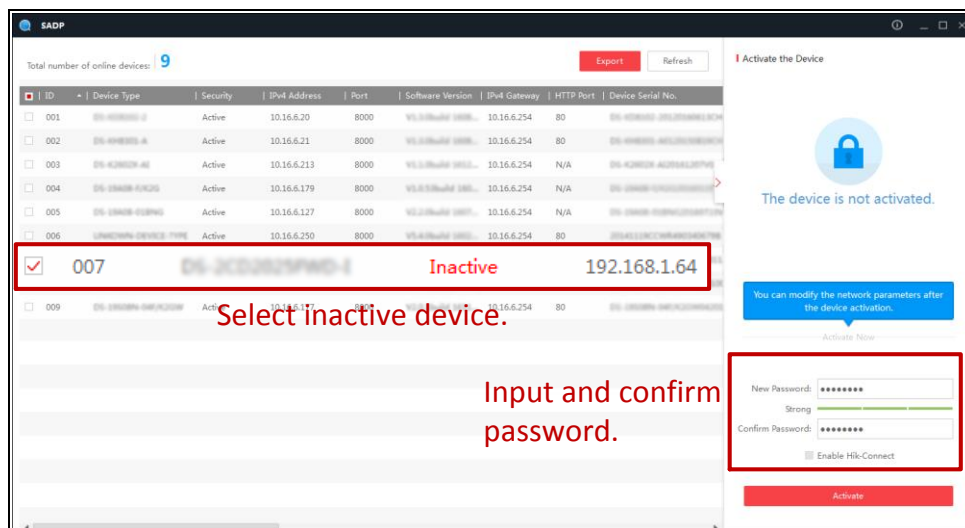 SADP
Total number of online devices: 9
Export
Refresh
ID | Device Type | Security | IPv4 Address | Port | Software Version | IPv4 Gateway | HTTP Port | Device Serial No.
001 Active 10.16.6.20 8000 10.16.6.254 80
002 Active 10.16.6.21 8000 10.16.6.254 80
003 Active 10.16.6.213 8000 10.16.6.254 N/A
004 Active 10.16.6.179 8000 10.16.6.254 N/A
005 Active 10.16.6.127 8000 10.16.6.254 N/A
006 Active 10.16.6.250 8000 10.16.6.254 80
007 Inactive 192.168.1.64
009 10.16.6.254 80
Select inactive device.
Input and confirm
password.
Activate the Device
The device is not activated.
You can modify the network parameters after
the device activation.
Activate Now
New Password:
Strong
Confirm Password:
Enable Hik-Connect
Activate